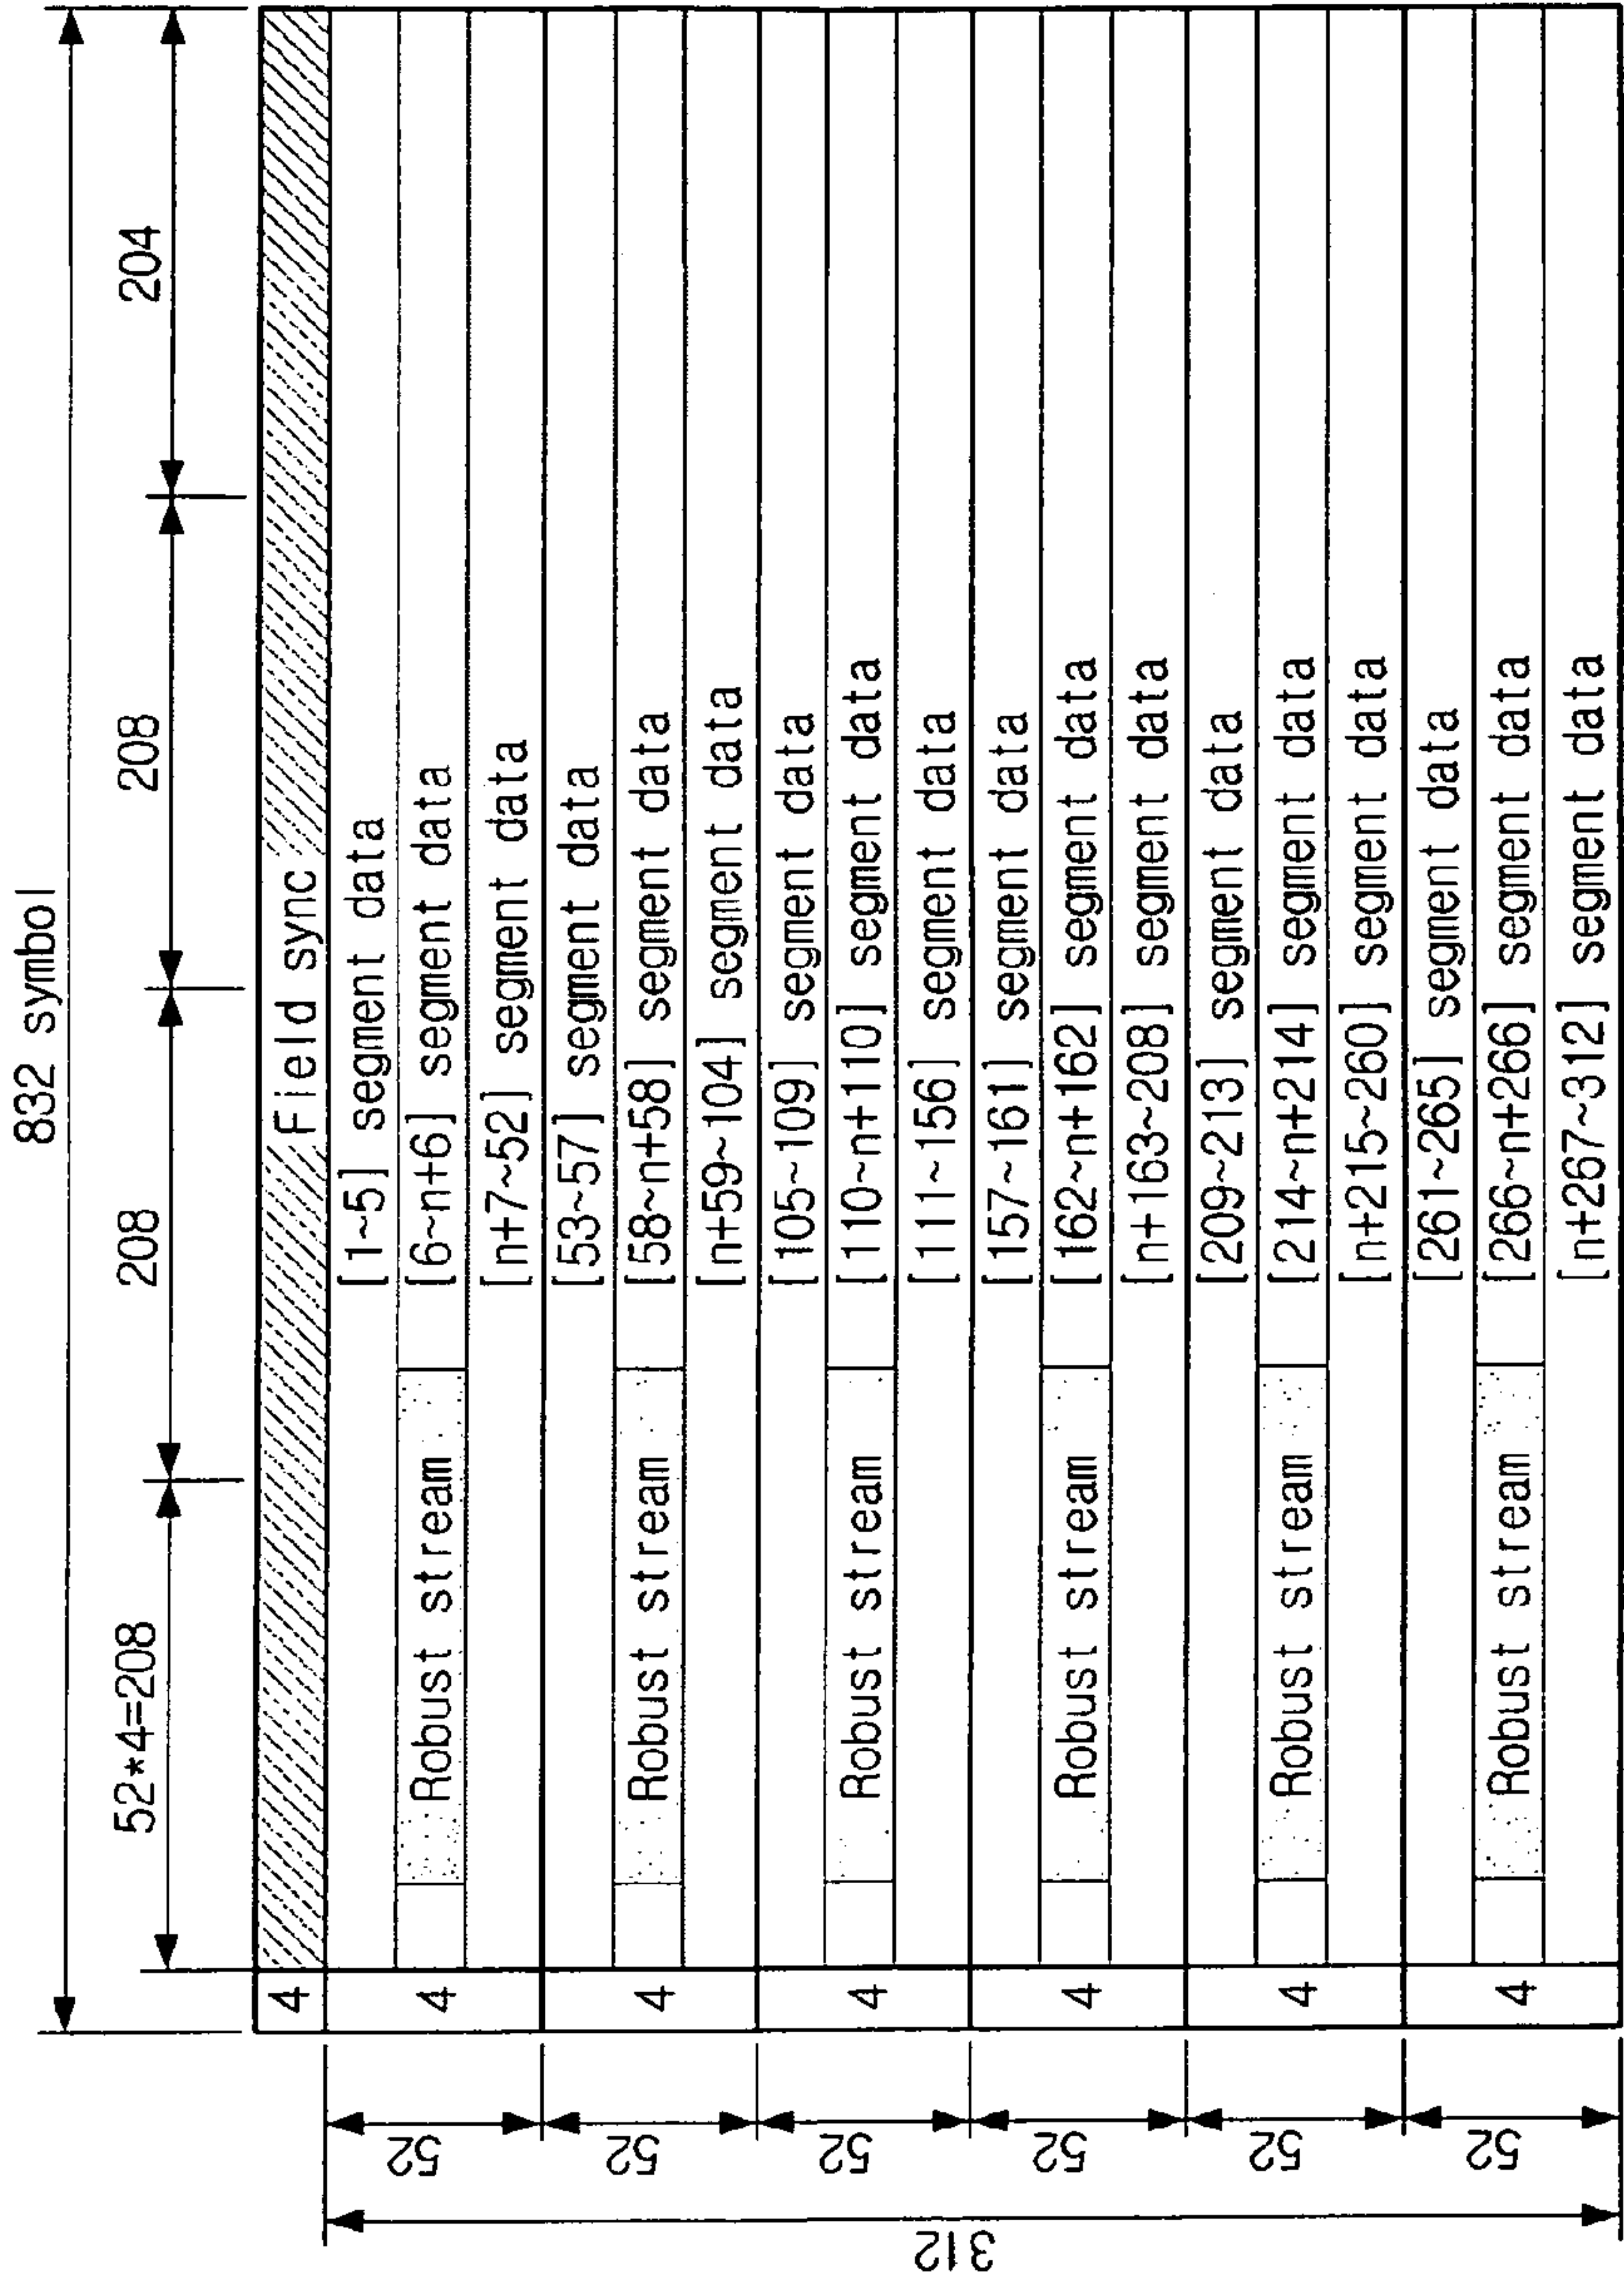 832 symbol
52*4=208
208
208
204
4
Field sync
[1~5] segment data
4
Robust stream
[6~n+6] segment data
[n+7~52] segment data
[53~57] segment data
4
Robust stream
[58~n+58] segment data
[n+59~104] segment data
[105~109] segment data
4
Robust stream
[110~n+110] segment data
[111~156] segment data
[157~161] segment data
4
Robust stream
[162~n+162] segment data
[n+163~208] segment data
[209~213] segment data
4
Robust stream
[214~n+214] segment data
[n+215~260] segment data
[261~265] segment data
4
Robust stream
[266~n+266] segment data
[n+267~312] segment data
52
52
52
52
52
52
312